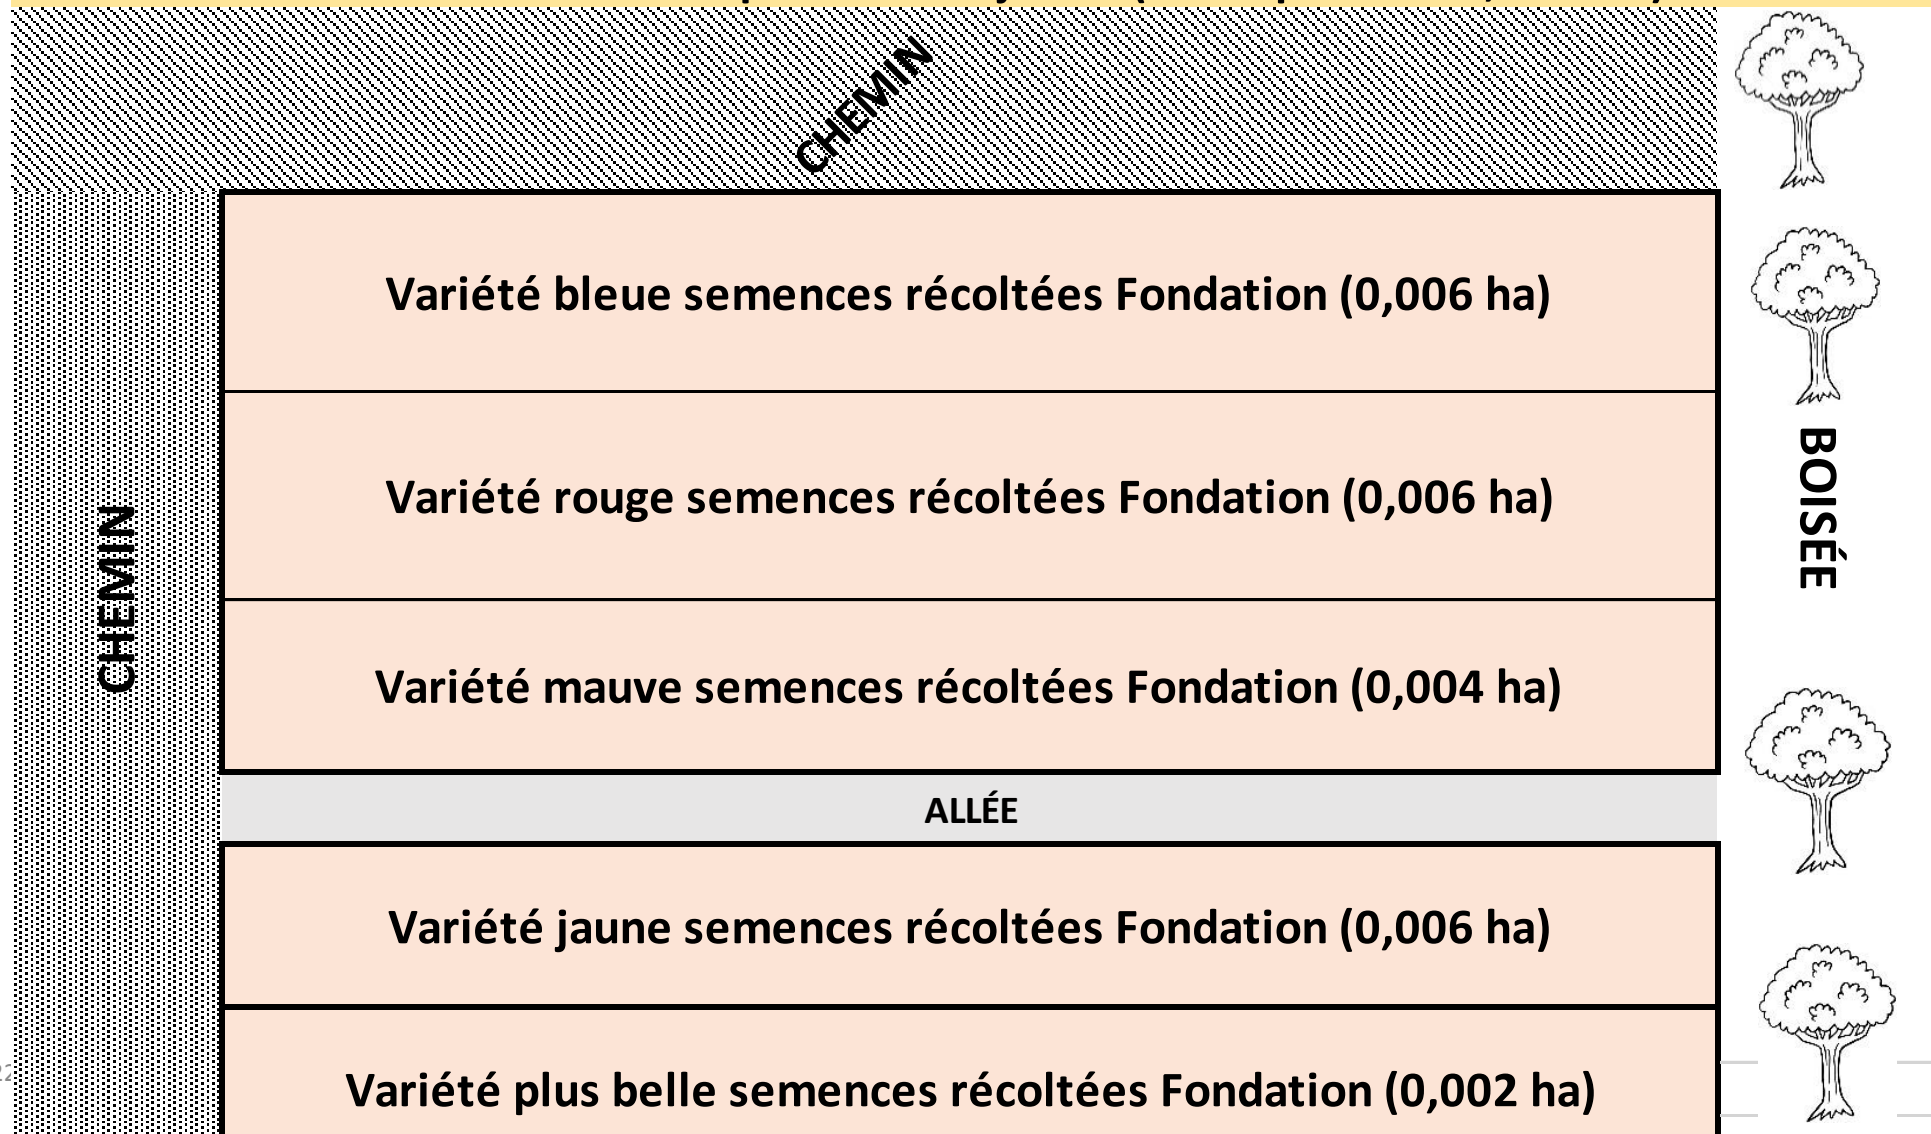 CHEMIN
Variété bleue semences récoltées Fondation (0,006 ha)
Variété rouge semences récoltées Fondation (0,006 ha)
BOISÉE
CHEMIN
Variété mauve semences récoltées Fondation (0,004 ha)
ALLÉE
Variété jaune semences récoltées Fondation (0,006 ha)
Variété plus belle semences récoltées Fondation (0,002 ha)